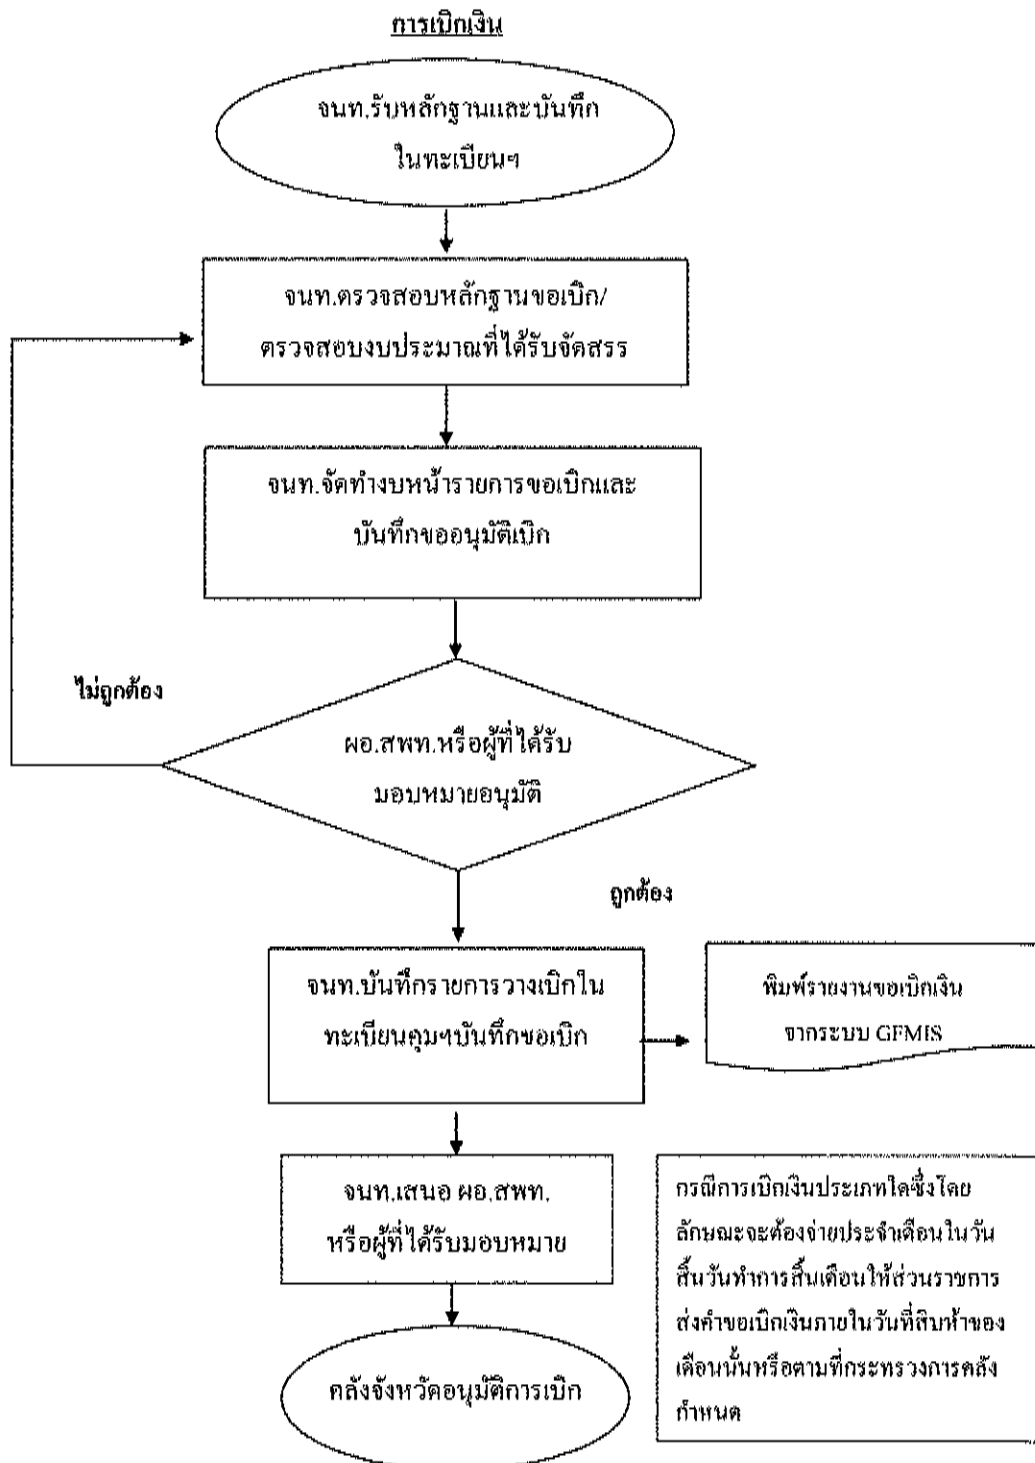 การเบิกเงิน
จนท.รับหลักฐานและบันทึก
ในทะเบียนฯ
จนท.ตรวจสอบหลักฐานขอเบิก/
ตรวจสอบงบประมาณที่ได้รับจัดสรร
จนท.จัดทำงบหน้ารายการขอเบิกและ
บันทึกขออนุมัติเบิก
ไม่ถูกต้อง
ผอ.สพท.หรือผู้ที่ได้รับ
มอบหมายอนุมัติ
ถูกต้อง
จนท.บันทึกรายการวางเบิกใน
ทะเบียนคุมฯบันทึกขอเบิก
พิมพ์รายงานขอเบิกเงิน
จากระบบ GFMIS
จนท.เสนอ ผอ.สพท.
หรือผู้ที่ได้รับมอบหมาย
กรณีการเบิกเงินประเภทใดซึ่งโดย
ลักษณะจะต้องจ่ายประจำเดือนในวัน
สิ้นวันทำการสิ้นเดือนให้ส่วนราชการ
ส่งคำขอเบิกเงินภายในวันที่สิบห้าของ
เดือนนั้นหรือตามที่กระทรวงการคลัง
กำหนด
คลังจังหวัดอนุมัติการเบิก